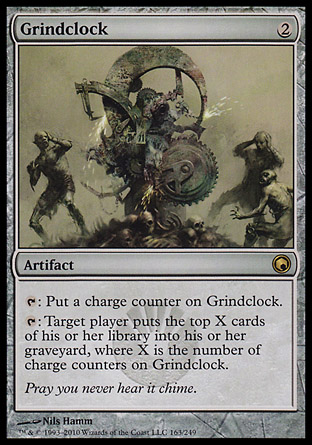 Grindclock 2
Artifact
: Put a charge counter on Grindclock.
: Target player puts the top X cards
of his or her library into his or her
graveyard, where X is the number of
charge counters on Grindclock.
Pray you never hear it chime.
Nils Hamm
™ & © 1993–2010 Wizards of the Coast LLC 163/249